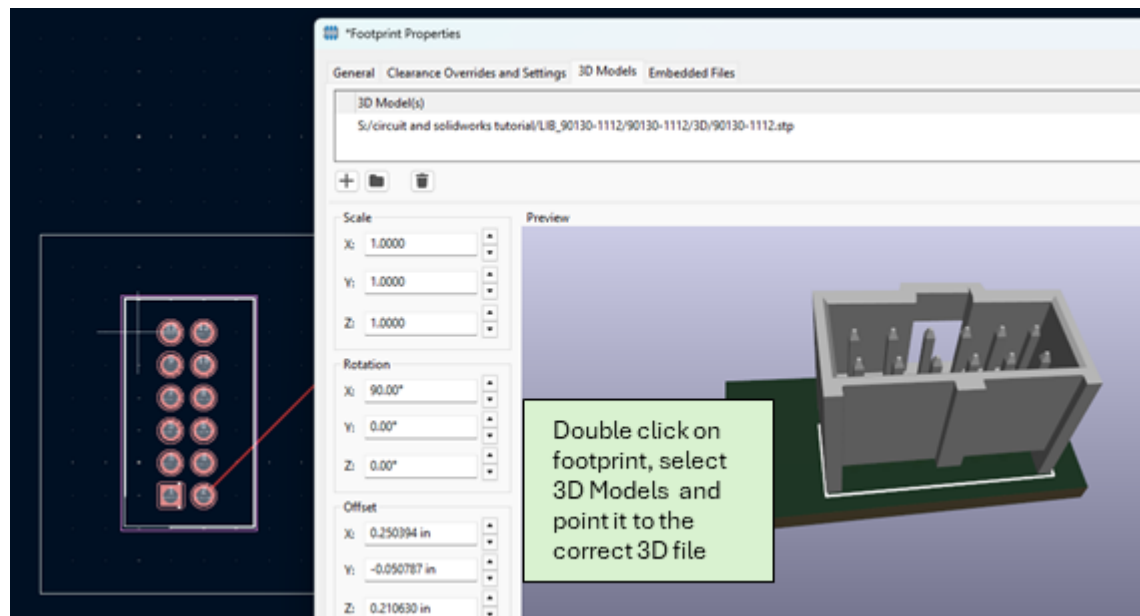 *Footprint Properties
General Clearance Overrides and Settings 3D Models Embedded Files
3D Model(s)
S:/circuit and solidworks tutorial/LIB_90130-1112/90130-1112/3D/90130-1112.stp
Scale
X: 1.0000
Y: 1.0000
Z: 1.0000
Preview
Rotation
X: 90.00°
Y: 0.00°
Z: 0.00°
Offset
X: 0.250394 in
Y: -0.050787 in
Z: 0.210630 in
Double click on
footprint, select
3D Models and
point it to the
correct 3D file